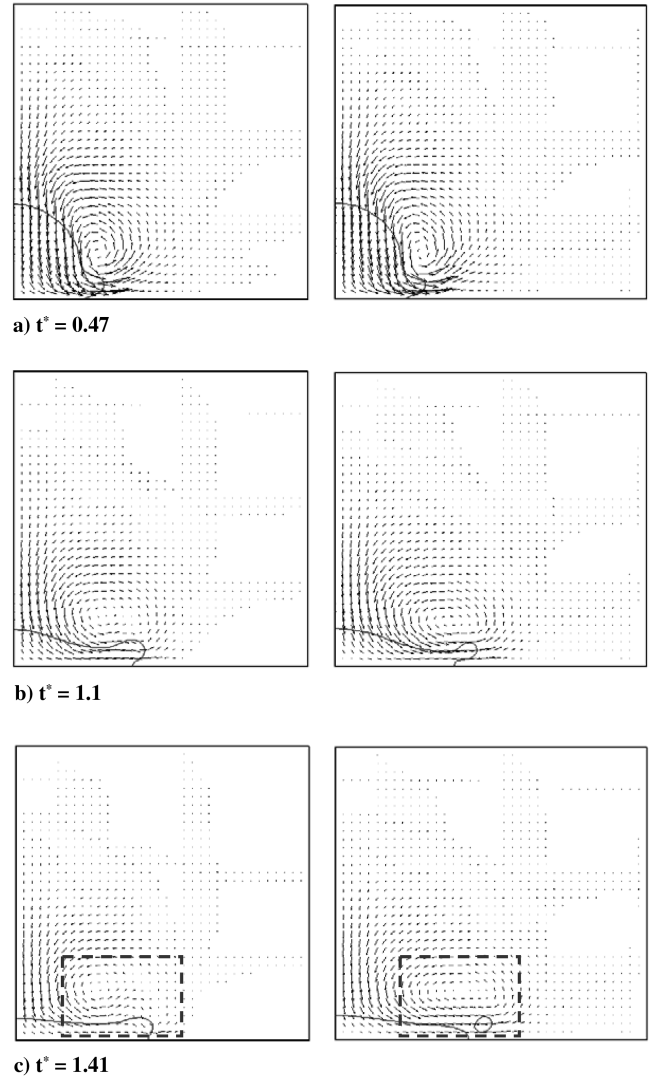 a) t* = 0.47
b) t* = 1.1
c) t* = 1.41